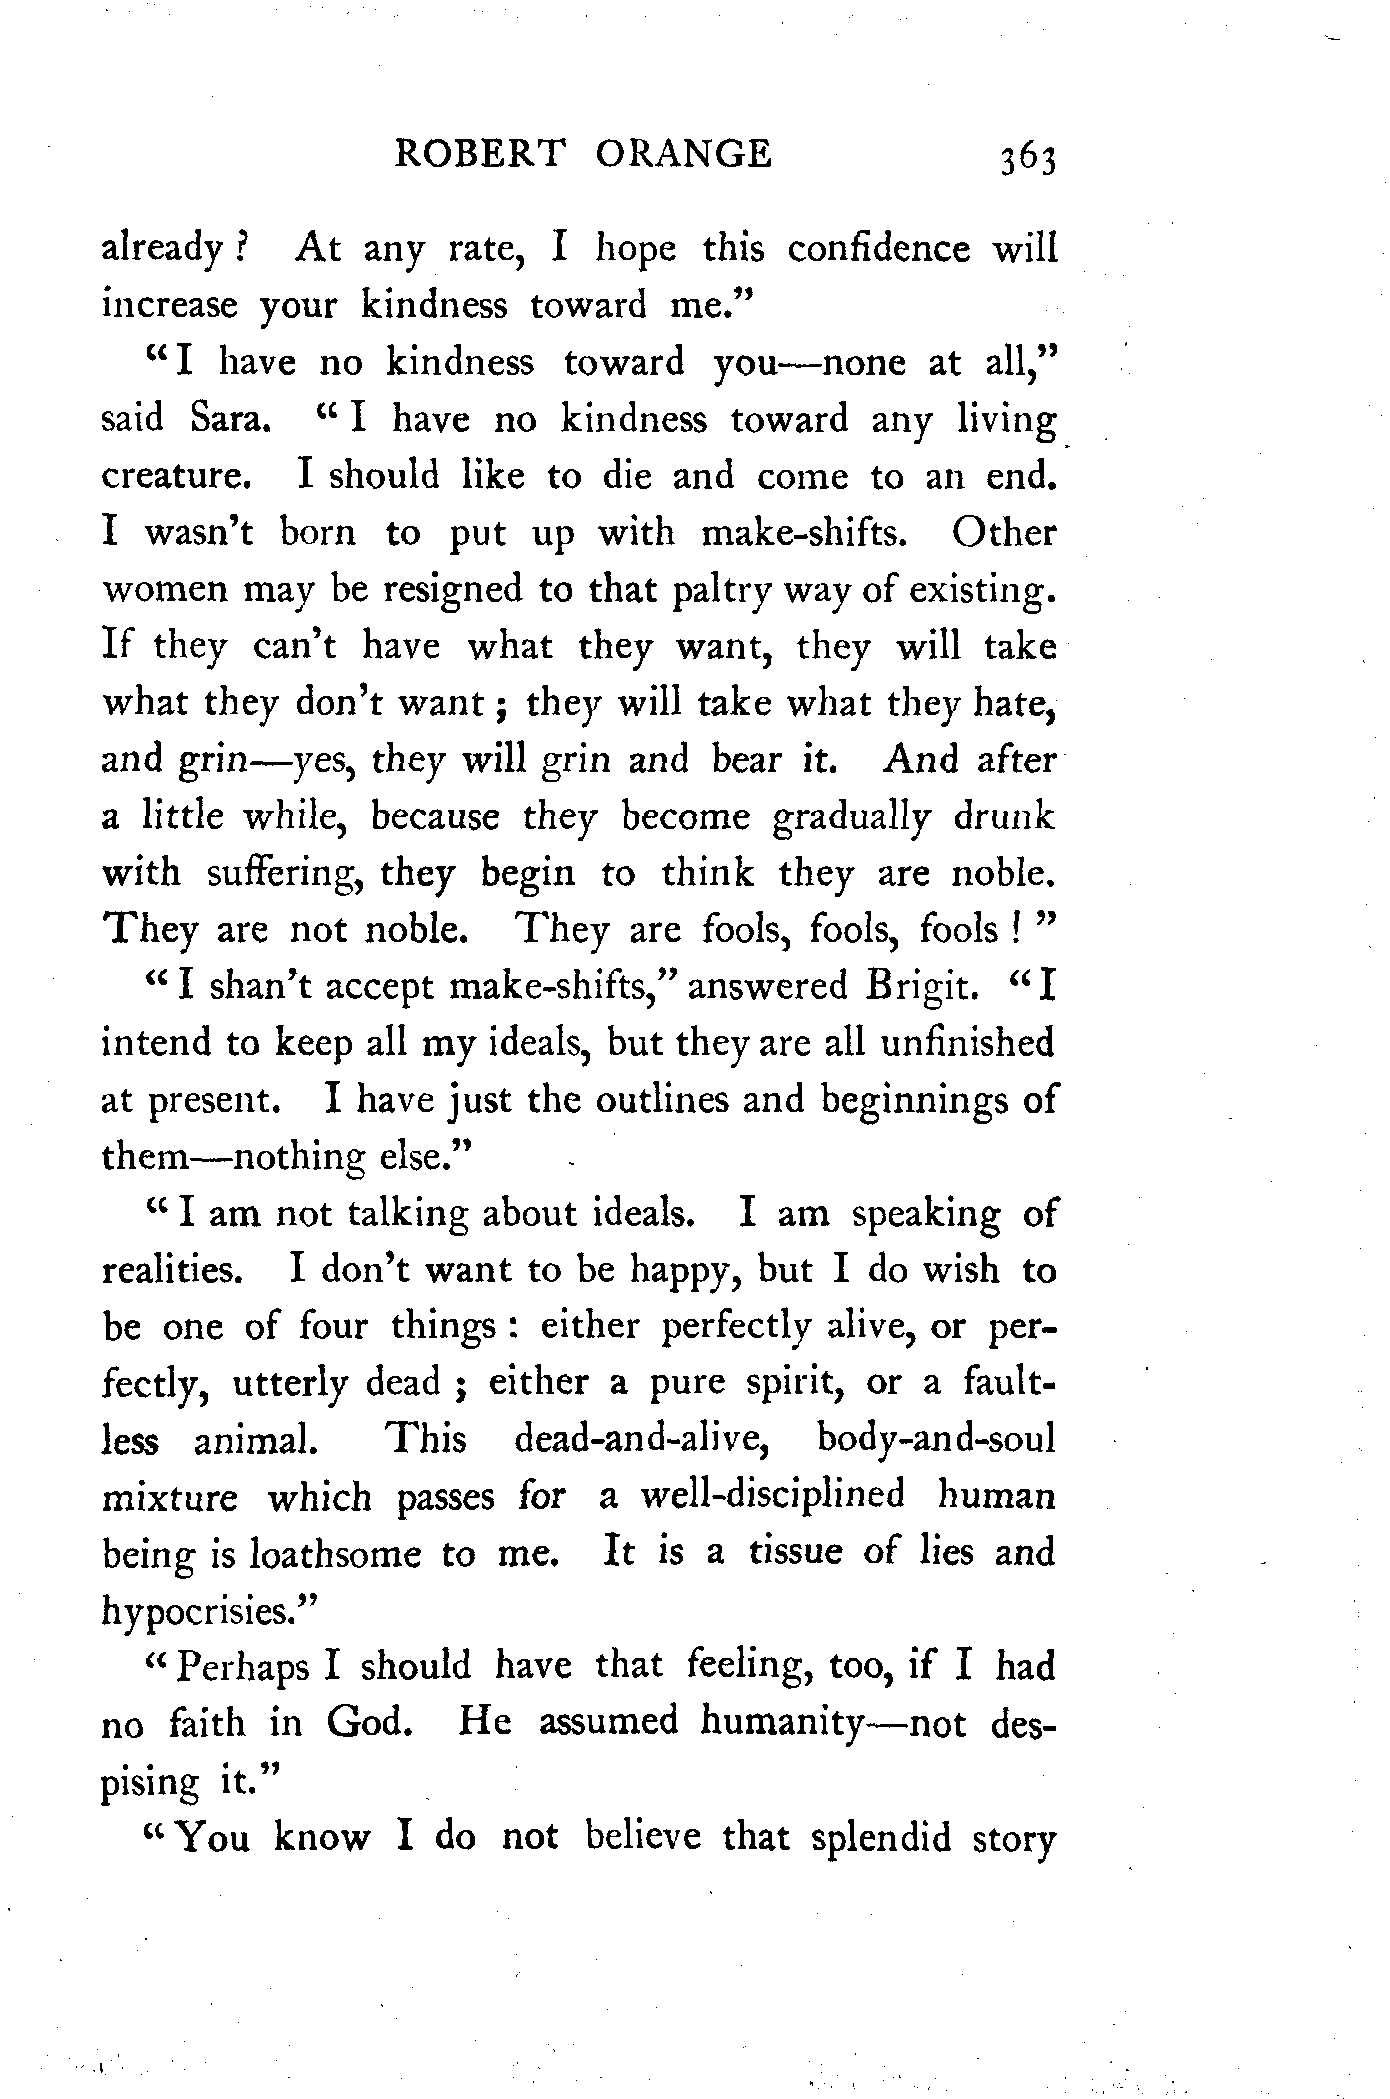 ROBERT ORANGE 363
already ? At any rate, I hope this confidence will
increase your kindness toward me.”
“ I have no kindness toward you—none at all,”
said Sara. “ I have no kindness toward any living
creature. I should like to die and come to an end.
I wasn’t born to put up with make-shifts. Other
women may be resigned to that paltry way of existing.
If they can’t have what they want, they will take
what they don’t want ; they will take what they hate,
and grin—yes, they will grin and bear it. And after
a little while, because they become gradually drunk
with suffering, they begin to think they are noble.
They are not noble. They are fools, fools, fools ! ”
“ I shan’t accept make-shifts,” answered Brigit. “ I
intend to keep all my ideals, but they are all unfinished
at present. I have just the outlines and beginnings of
them—nothing else.”
“ I am not talking about ideals. I am speaking of
realities. I don’t want to be happy, but I do wish to
be one of four things : either perfectly alive, or per-
fectly, utterly dead ; either a pure spirit, or a fault-
less animal. This dead-and-alive, body-and-soul
mixture which passes for a well-disciplined human
being is loathsome to me. It is a tissue of lies and
hypocrisies.”
“ Perhaps I should have that feeling, too, if I had
no faith in God. He assumed humanity—not des-
pising it.”
“ You know I do not believe that splendid story